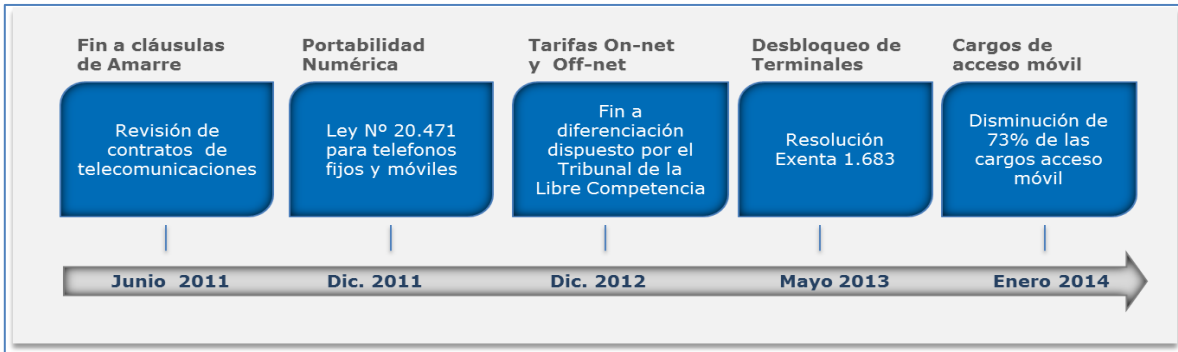 Fin a cláusulas
de Amarre
Revisión de
contratos de
telecomunicaciones
Junio 2011
Portabilidad
Numérica
Ley Nº 20.471
para telefonos
fijos y móviles
Dic. 2011
Tarifas On-net
y Off-net
Fin a
diferenciación
dispuesto por el
Tribunal de la
Libre Competencia
Dic. 2012
Desbloqueo de
Terminales
Resolución
Exenta 1.683
Mayo 2013
Cargos de
acceso móvil
Disminución de
73% de las
cargos acceso
móvil
Enero 2014